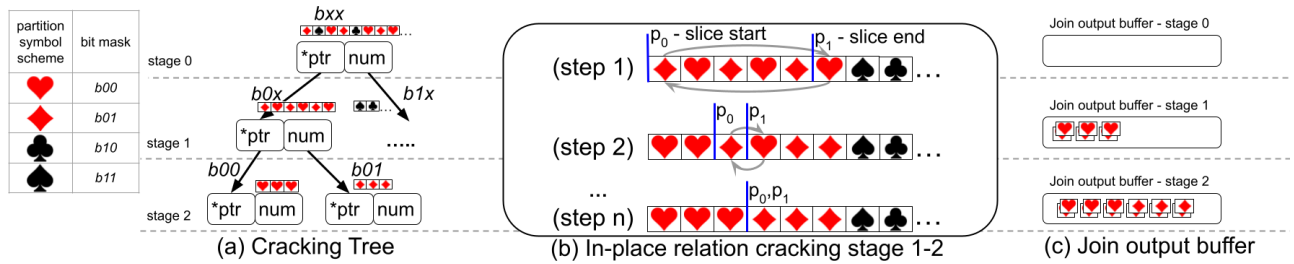 partition symbol scheme
bit mask
b00
b01
b10
b11
stage 0
stage 1
stage 2
bxx
*ptr
num
b0x
b1x
*ptr
num
.....
b00
b01
*ptr
num
*ptr
num
(a) Cracking Tree
p0 - slice start
p1 - slice end
(step 1)
...
p0
p1
(step 2)
...
...
p0,p1
(step n)
...
(b) In-place relation cracking stage 1-2
Join output buffer - stage 0
Join output buffer - stage 1
Join output buffer - stage 2
(c) Join output buffer